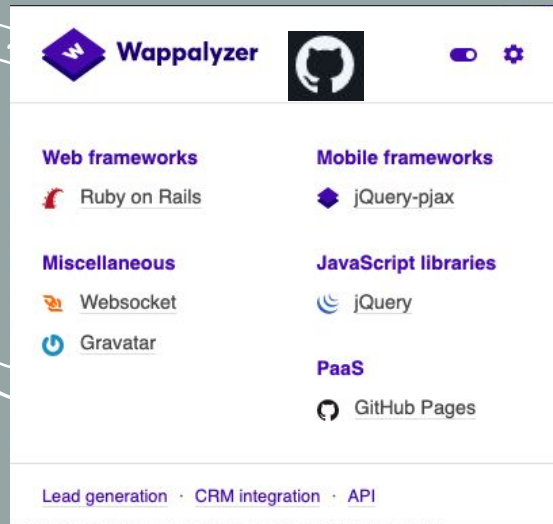 Wappalyzer
Web frameworks
Ruby on Rails
Miscellaneous
Websocket
Gravatar
Mobile frameworks
jQuery-pjax
JavaScript libraries
jQuery
PaaS
GitHub Pages
Lead generation · CRM integration · API